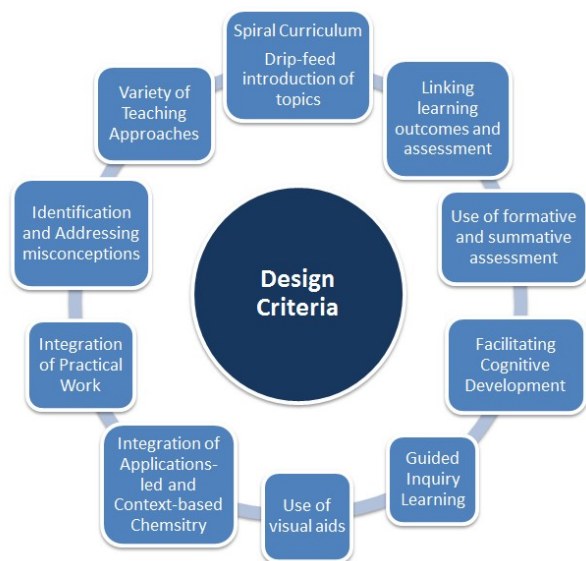 Spiral Curriculum
Drip-feed
introduction of
topics
Linking
learning
outcomes and
assessment
Use of formative
and summative
assessment
Facilitating
Cognitive
Development
Guided
Inquiry
Learning
Use of
visual aids
Integration of
Applications-
led and
Context-based
Chemsitry
Integration
of Practical
Work
Identification
and Addressing
misconceptions
Variety of
Teaching
Approaches
Design
Criteria